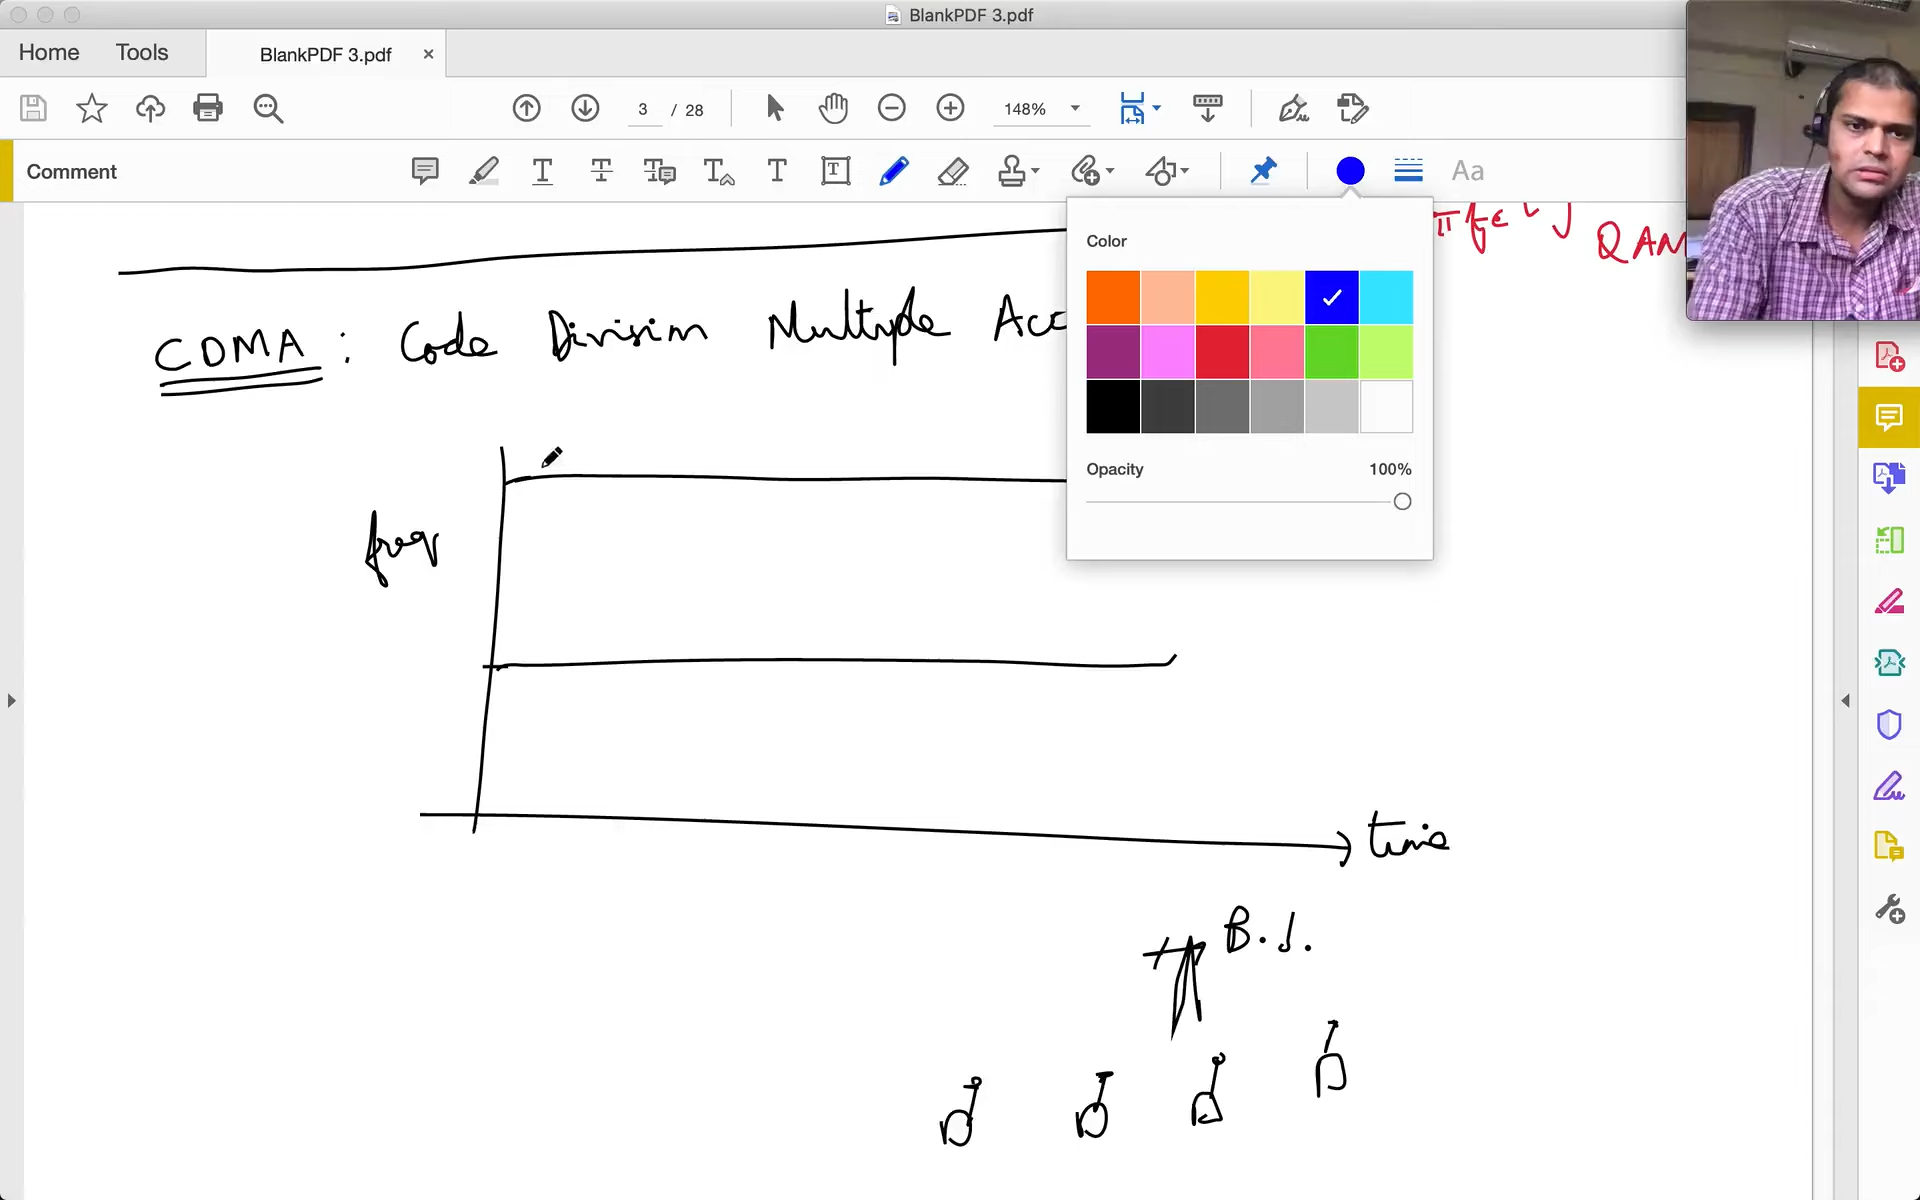 BlankPDF 3.pdf
Home Tools BlankPDF 3.pdf ×
3 / 28 148%
Comment Aa
QAM
CDMA : Code Division Multiple Acc
Color
Opacity 100%
freq
time
B.S.